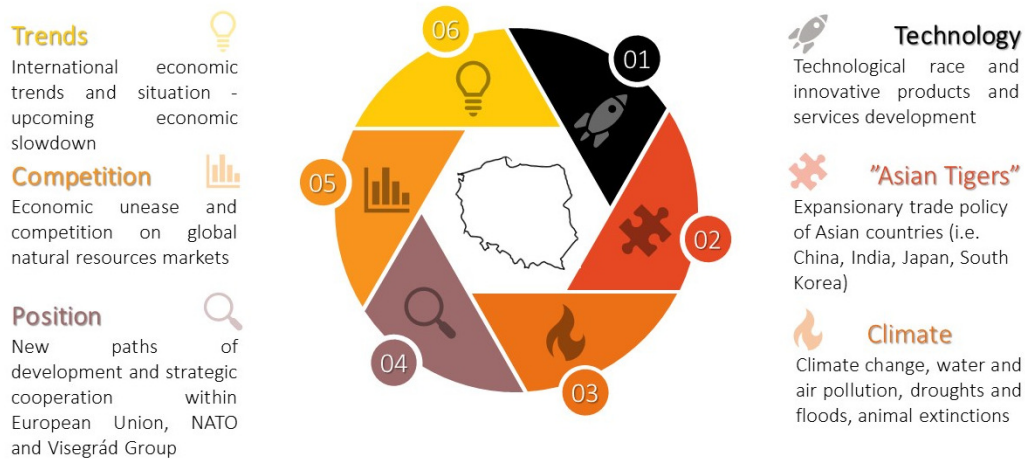 Trends
International economic
trends and situation -
upcoming economic
slowdown
Competition
Economic unease and
competition on global
natural resources markets
Position
New paths of
development and strategic
cooperation within
European Union, NATO
and Visegrád Group
06
01
05
02
04
03
Technology
Technological race and
innovative products and
services development
”Asian Tigers”
Expansionary trade policy
of Asian countries (i.e.
China, India, Japan, South
Korea)
Climate
Climate change, water and
air pollution, droughts and
floods, animal extinctions